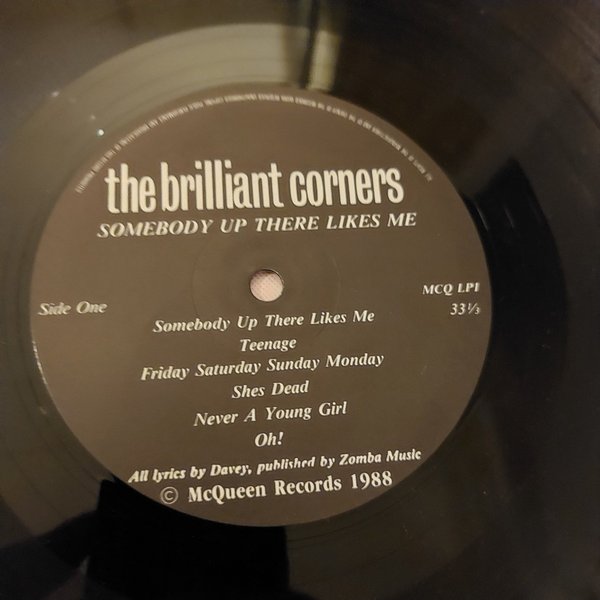 the brilliant corners
SOMEBODY UP THERE LIKES ME
Side One
MCQ LP1
33 1/3
Somebody Up There Likes Me
Teenage
Friday Saturday Sunday Monday
Shes Dead
Never A Young Girl
Oh!
All lyrics by Davey, published by Zomba Music
© McQueen Records 1988